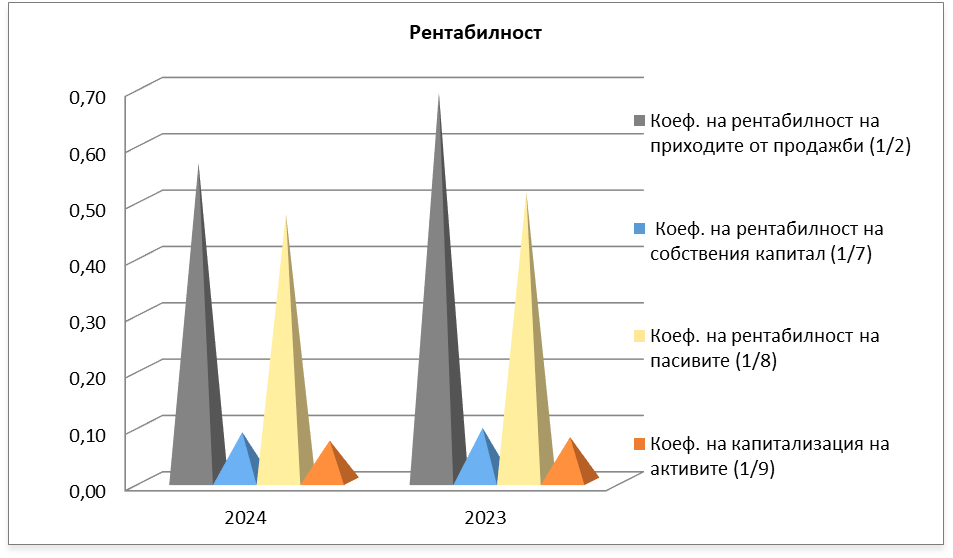 Рентабилност
0,70
0,60
0,50
0,40
0,30
0,20
0,10
0,00
2024
2023
Коеф. на рентабилност на
приходите от продажби (1/2)
Коеф. на рентабилност на
собствения капитал (1/7)
Коеф. на рентабилност на
пасивите (1/8)
Коеф. на капитализация на
активите (1/9)